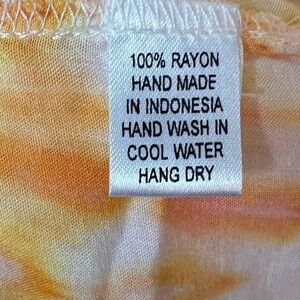 100% RAYON
HAND MADE
IN INDONESIA
HAND WASH IN
COOL WATER
HANG DRY